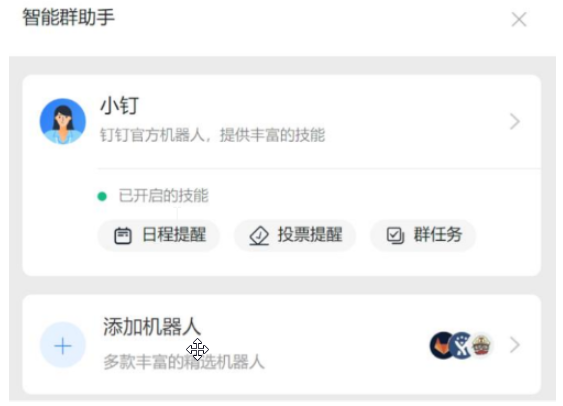 智能群助手
小钉
钉钉官方机器人，提供丰富的技能
已开启的技能
日程提醒 投票提醒 群任务
添加机器人
多款丰富的精选机器人